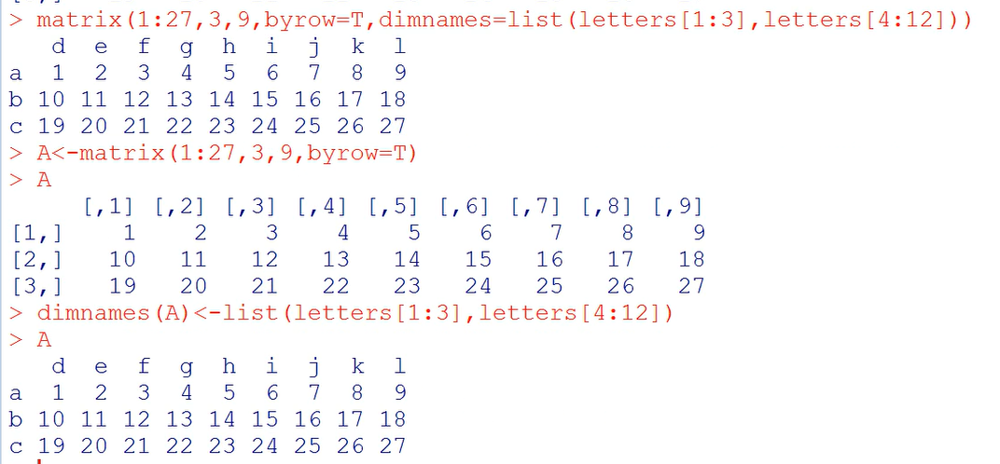 > matrix(1:27,3,9,byrow=T,dimnames=list(letters[1:3],letters[4:12]))
   d  e  f  g  h  i  j  k  l
a  1  2  3  4  5  6  7  8  9
b 10 11 12 13 14 15 16 17 18
c 19 20 21 22 23 24 25 26 27
> A<-matrix(1:27,3,9,byrow=T)
> A
     [,1] [,2] [,3] [,4] [,5] [,6] [,7] [,8] [,9]
[1,]    1    2    3    4    5    6    7    8    9
[2,]   10   11   12   13   14   15   16   17   18
[3,]   19   20   21   22   23   24   25   26   27
> dimnames(A)<-list(letters[1:3],letters[4:12])
> A
   d  e  f  g  h  i  j  k  l
a  1  2  3  4  5  6  7  8  9
b 10 11 12 13 14 15 16 17 18
c 19 20 21 22 23 24 25 26 27